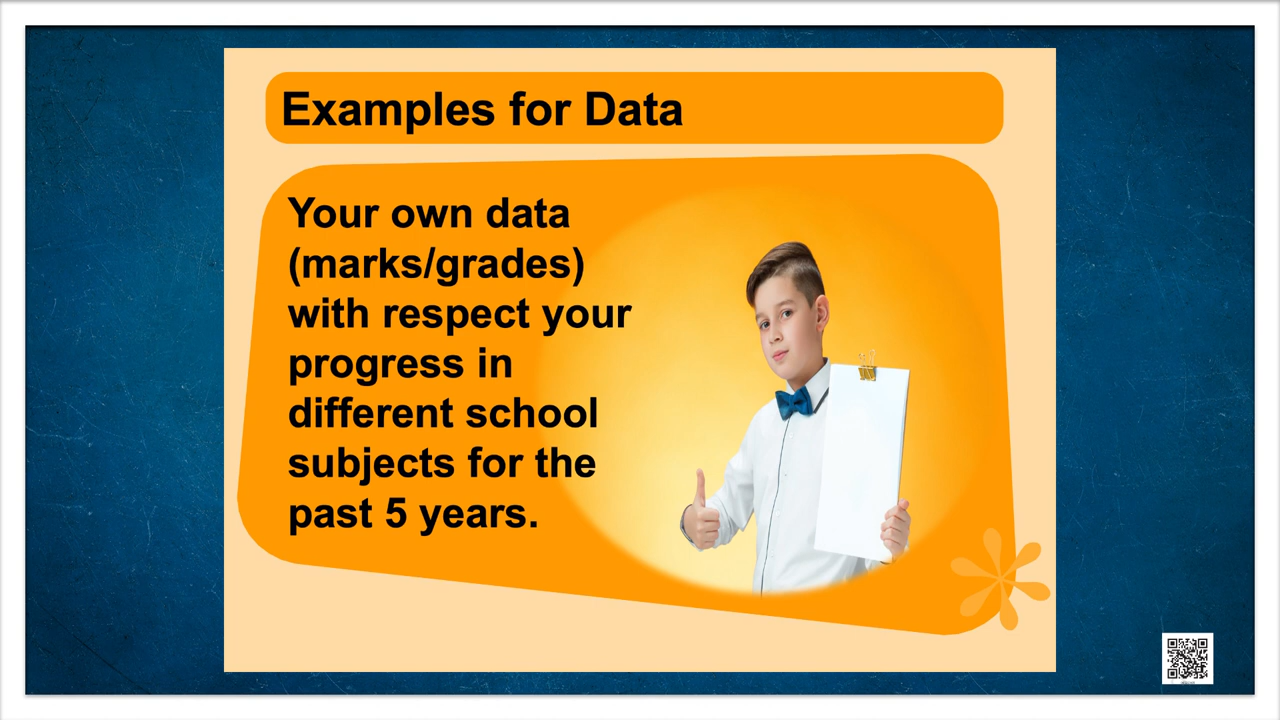 Examples for Data
Your own data
(marks/grades)
with respect your
progress in
different school
subjects for the
past 5 years.